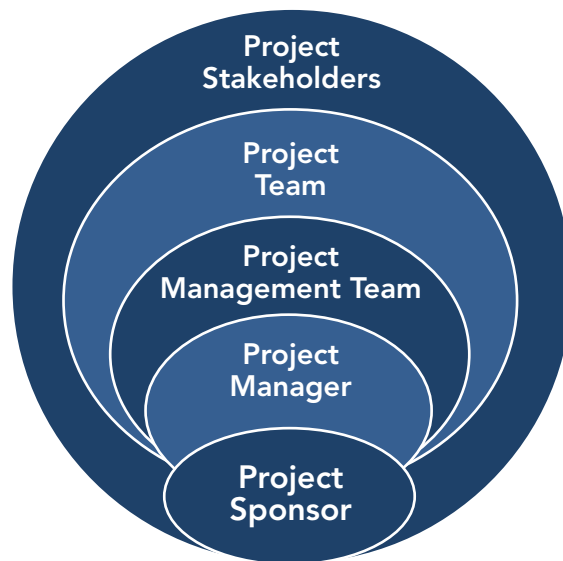 Project
Stakeholders
Project
Team
Project
Management Team
Project
Manager
Project
Sponsor